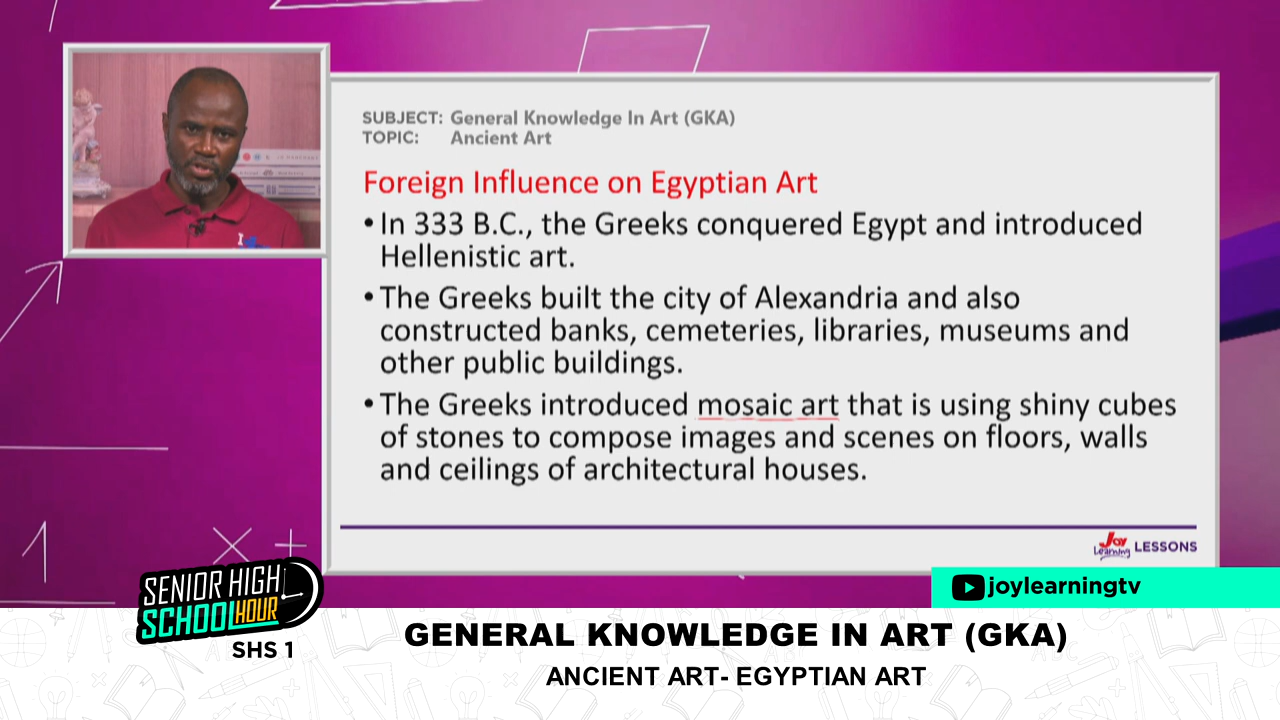 SUBJECT: General Knowledge In Art (GKA)
TOPIC: Ancient Art
Foreign Influence on Egyptian Art
• In 333 B.C., the Greeks conquered Egypt and introduced
Hellenistic art.
• The Greeks built the city of Alexandria and also
constructed banks, cemeteries, libraries, museums and
other public buildings.
• The Greeks introduced mosaic art that is using shiny cubes
of stones to compose images and scenes on floors, walls
and ceilings of architectural houses.
Joy
Learning LESSONS
joylearningtv
SENIOR HIGH
SCHOOL HOUR
SHS 1
GENERAL KNOWLEDGE IN ART (GKA)
ANCIENT ART- EGYPTIAN ART